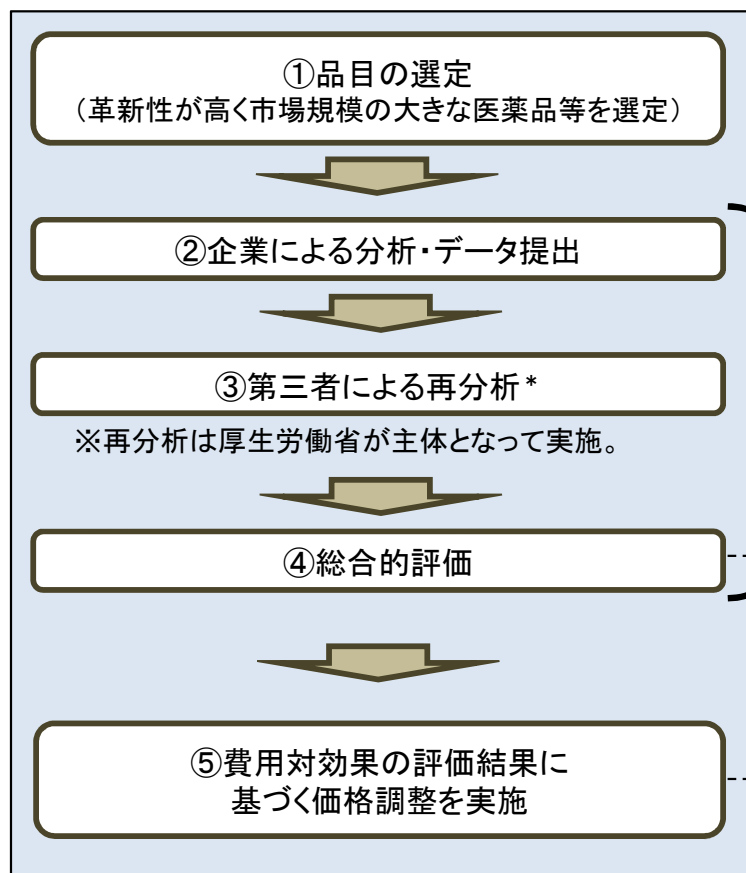 ①品目の選定
（革新性が高く市場規模の大きな医薬品等を選定）
②企業による分析・データ提出
③第三者による再分析*
※再分析は厚生労働省が主体となって実施。
④総合的評価
⑤費用対効果の評価結果に
基づく価格調整を実施